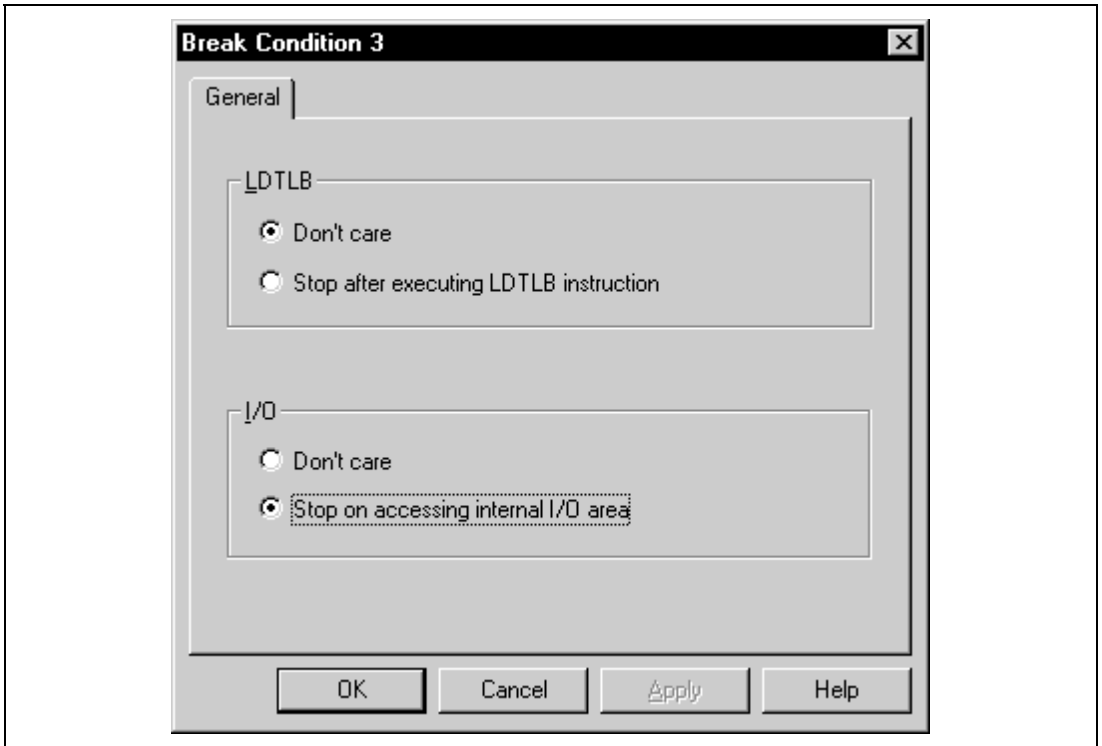 Break Condition 3
General
LDTLB
Don't care
Stop after executing LDTLB instruction
I/O
Don't care
Stop on accessing internal I/O area
OK Cancel Apply Help